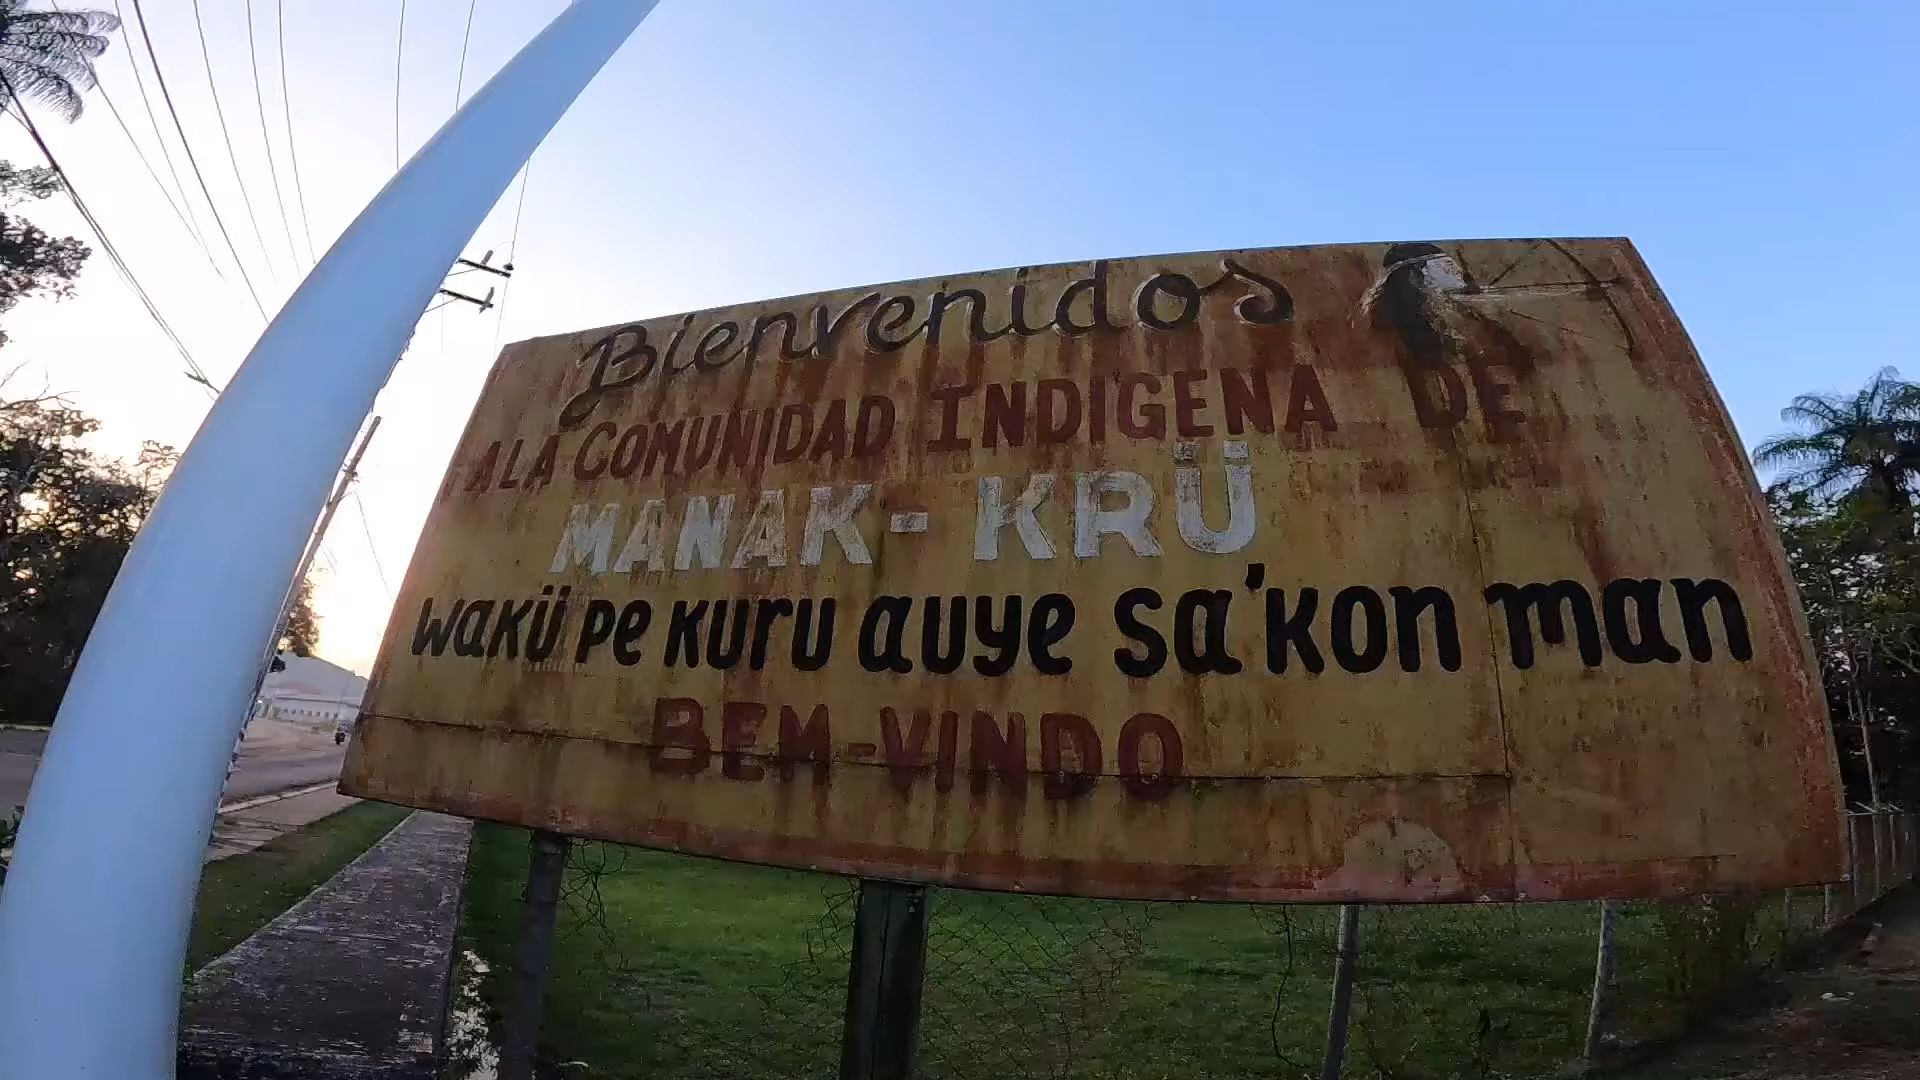 Bienvenidos
A LA COMUNIDAD INDIGENA DE
MANAK-KRÜ
Wakü pe kuru auye sa'kon man
BEM-VINDO